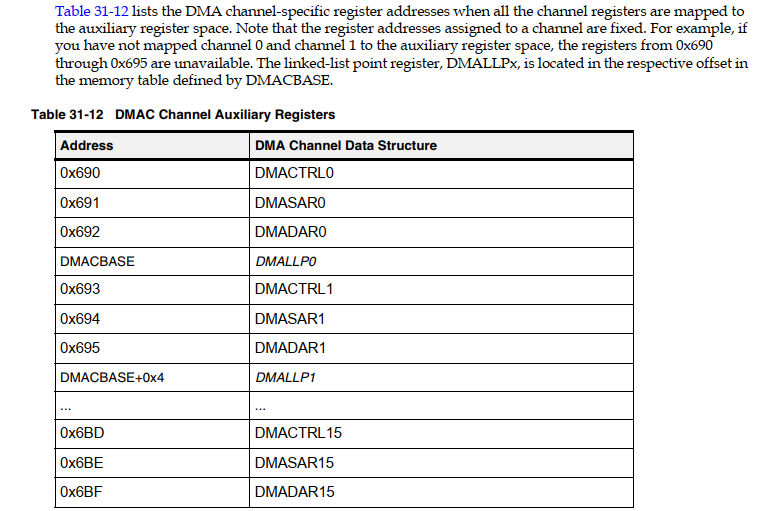 Table 31-12 lists the DMA channel-specific register addresses when all the channel registers are mapped to
the auxiliary register space. Note that the register addresses assigned to a channel are fixed. For example, if
you have not mapped channel 0 and channel 1 to the auxiliary register space, the registers from 0x690
through 0x695 are unavailable. The linked-list point register, DMALLPx, is located in the respective offset in
the memory table defined by DMACBASE.
Table 31-12 DMAC Channel Auxiliary Registers
Address DMA Channel Data Structure
0x690 DMACTRL0
0x691 DMASAR0
0x692 DMADAR0
DMACBASE DMALLP0
0x693 DMACTRL1
0x694 DMASAR1
0x695 DMADAR1
DMACBASE+0x4 DMALLP1
... ...
0x6BD DMACTRL15
0x6BE DMASAR15
0x6BF DMADAR15